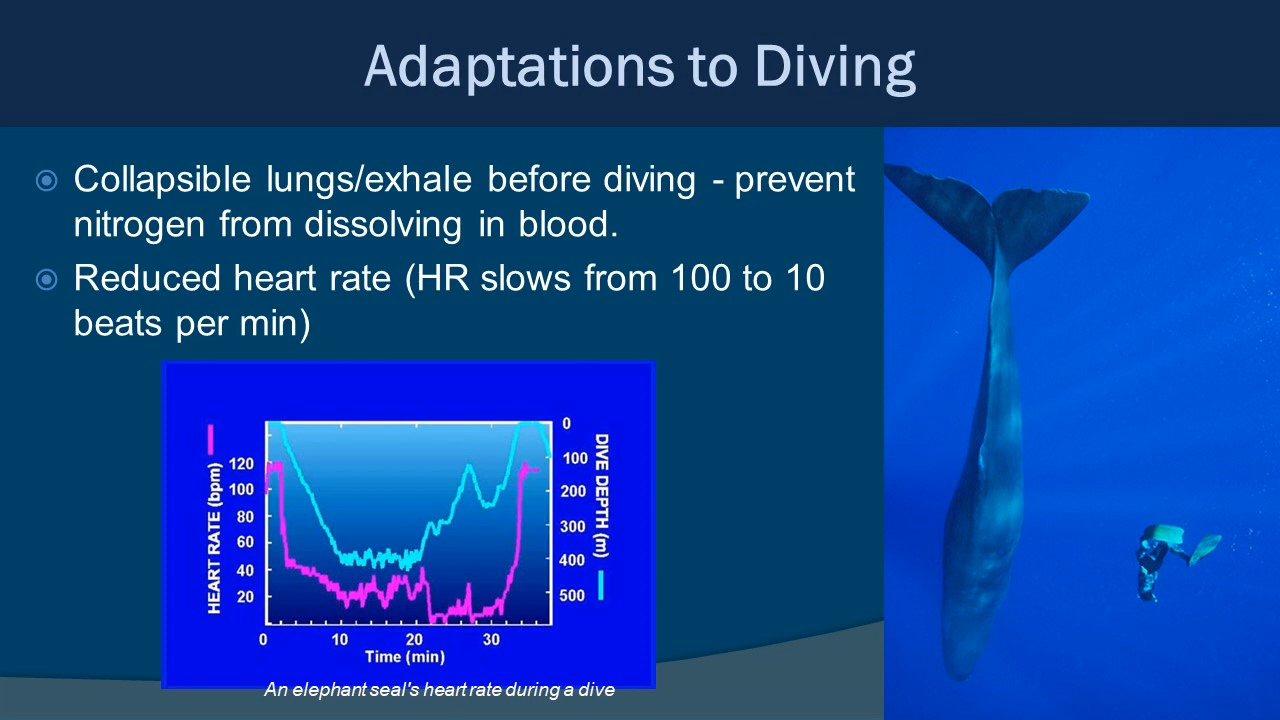 Adaptations to Diving
Collapsible lungs/exhale before diving - prevent
nitrogen from dissolving in blood.
Reduced heart rate (HR slows from 100 to 10
beats per min)
HEART RATE (bpm)
120
100
80
60
40
20
0
100
200
300
400
500
DIVE DEPTH (m)
0 10 20 30
Time (min)
An elephant seal's heart rate during a dive